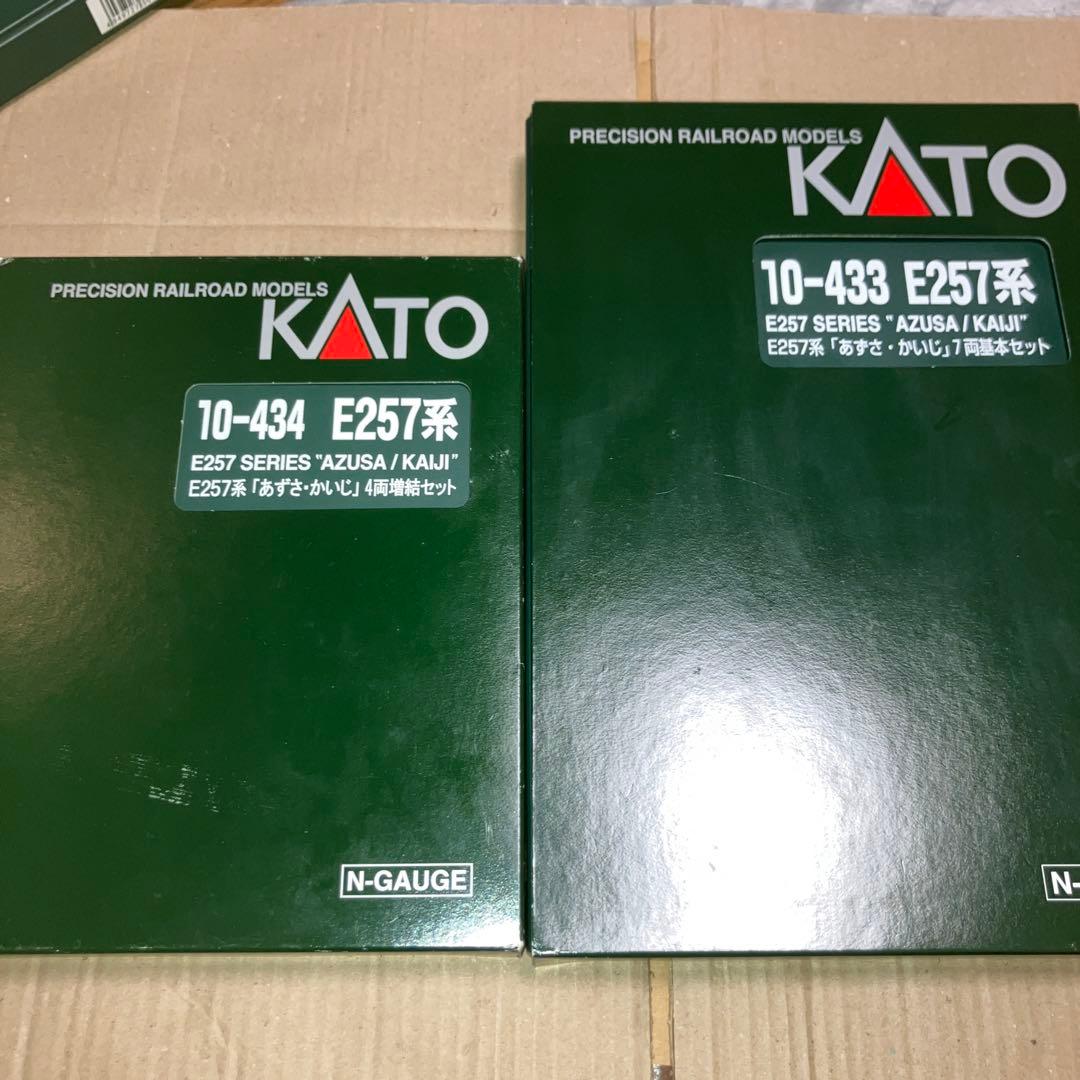 PRECISION RAILROAD MODELS
KATO
10-434 E257系
E257 SERIES "AZUSA / KAIJI"
E257系「あずさ・かいじ」4両増結セット
N-GAUGE
PRECISION RAILROAD MODELS
KATO
10-433 E257系
E257 SERIES "AZUSA / KAIJI"
E257系「あずさ・かいじ」7両基本セット
N-